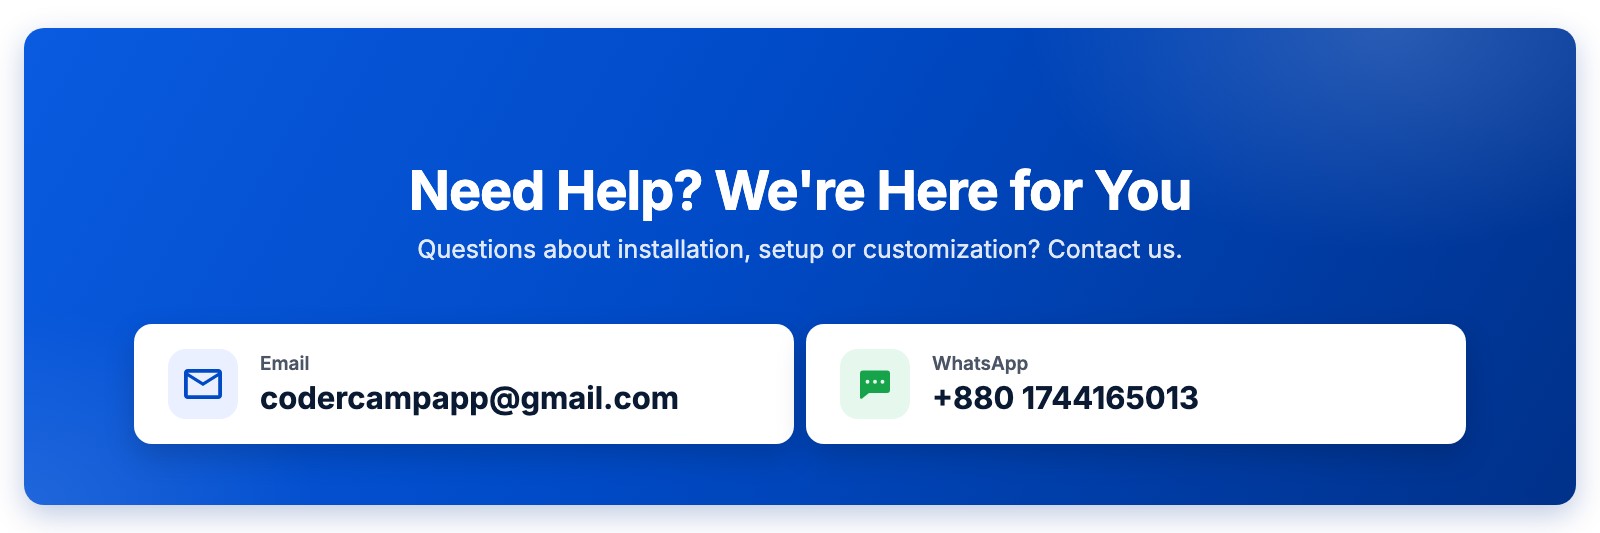 Need Help? We're Here for You
Questions about installation, setup or customization? Contact us.
Email
codercampapp@gmail.com
WhatsApp
+880 1744165013